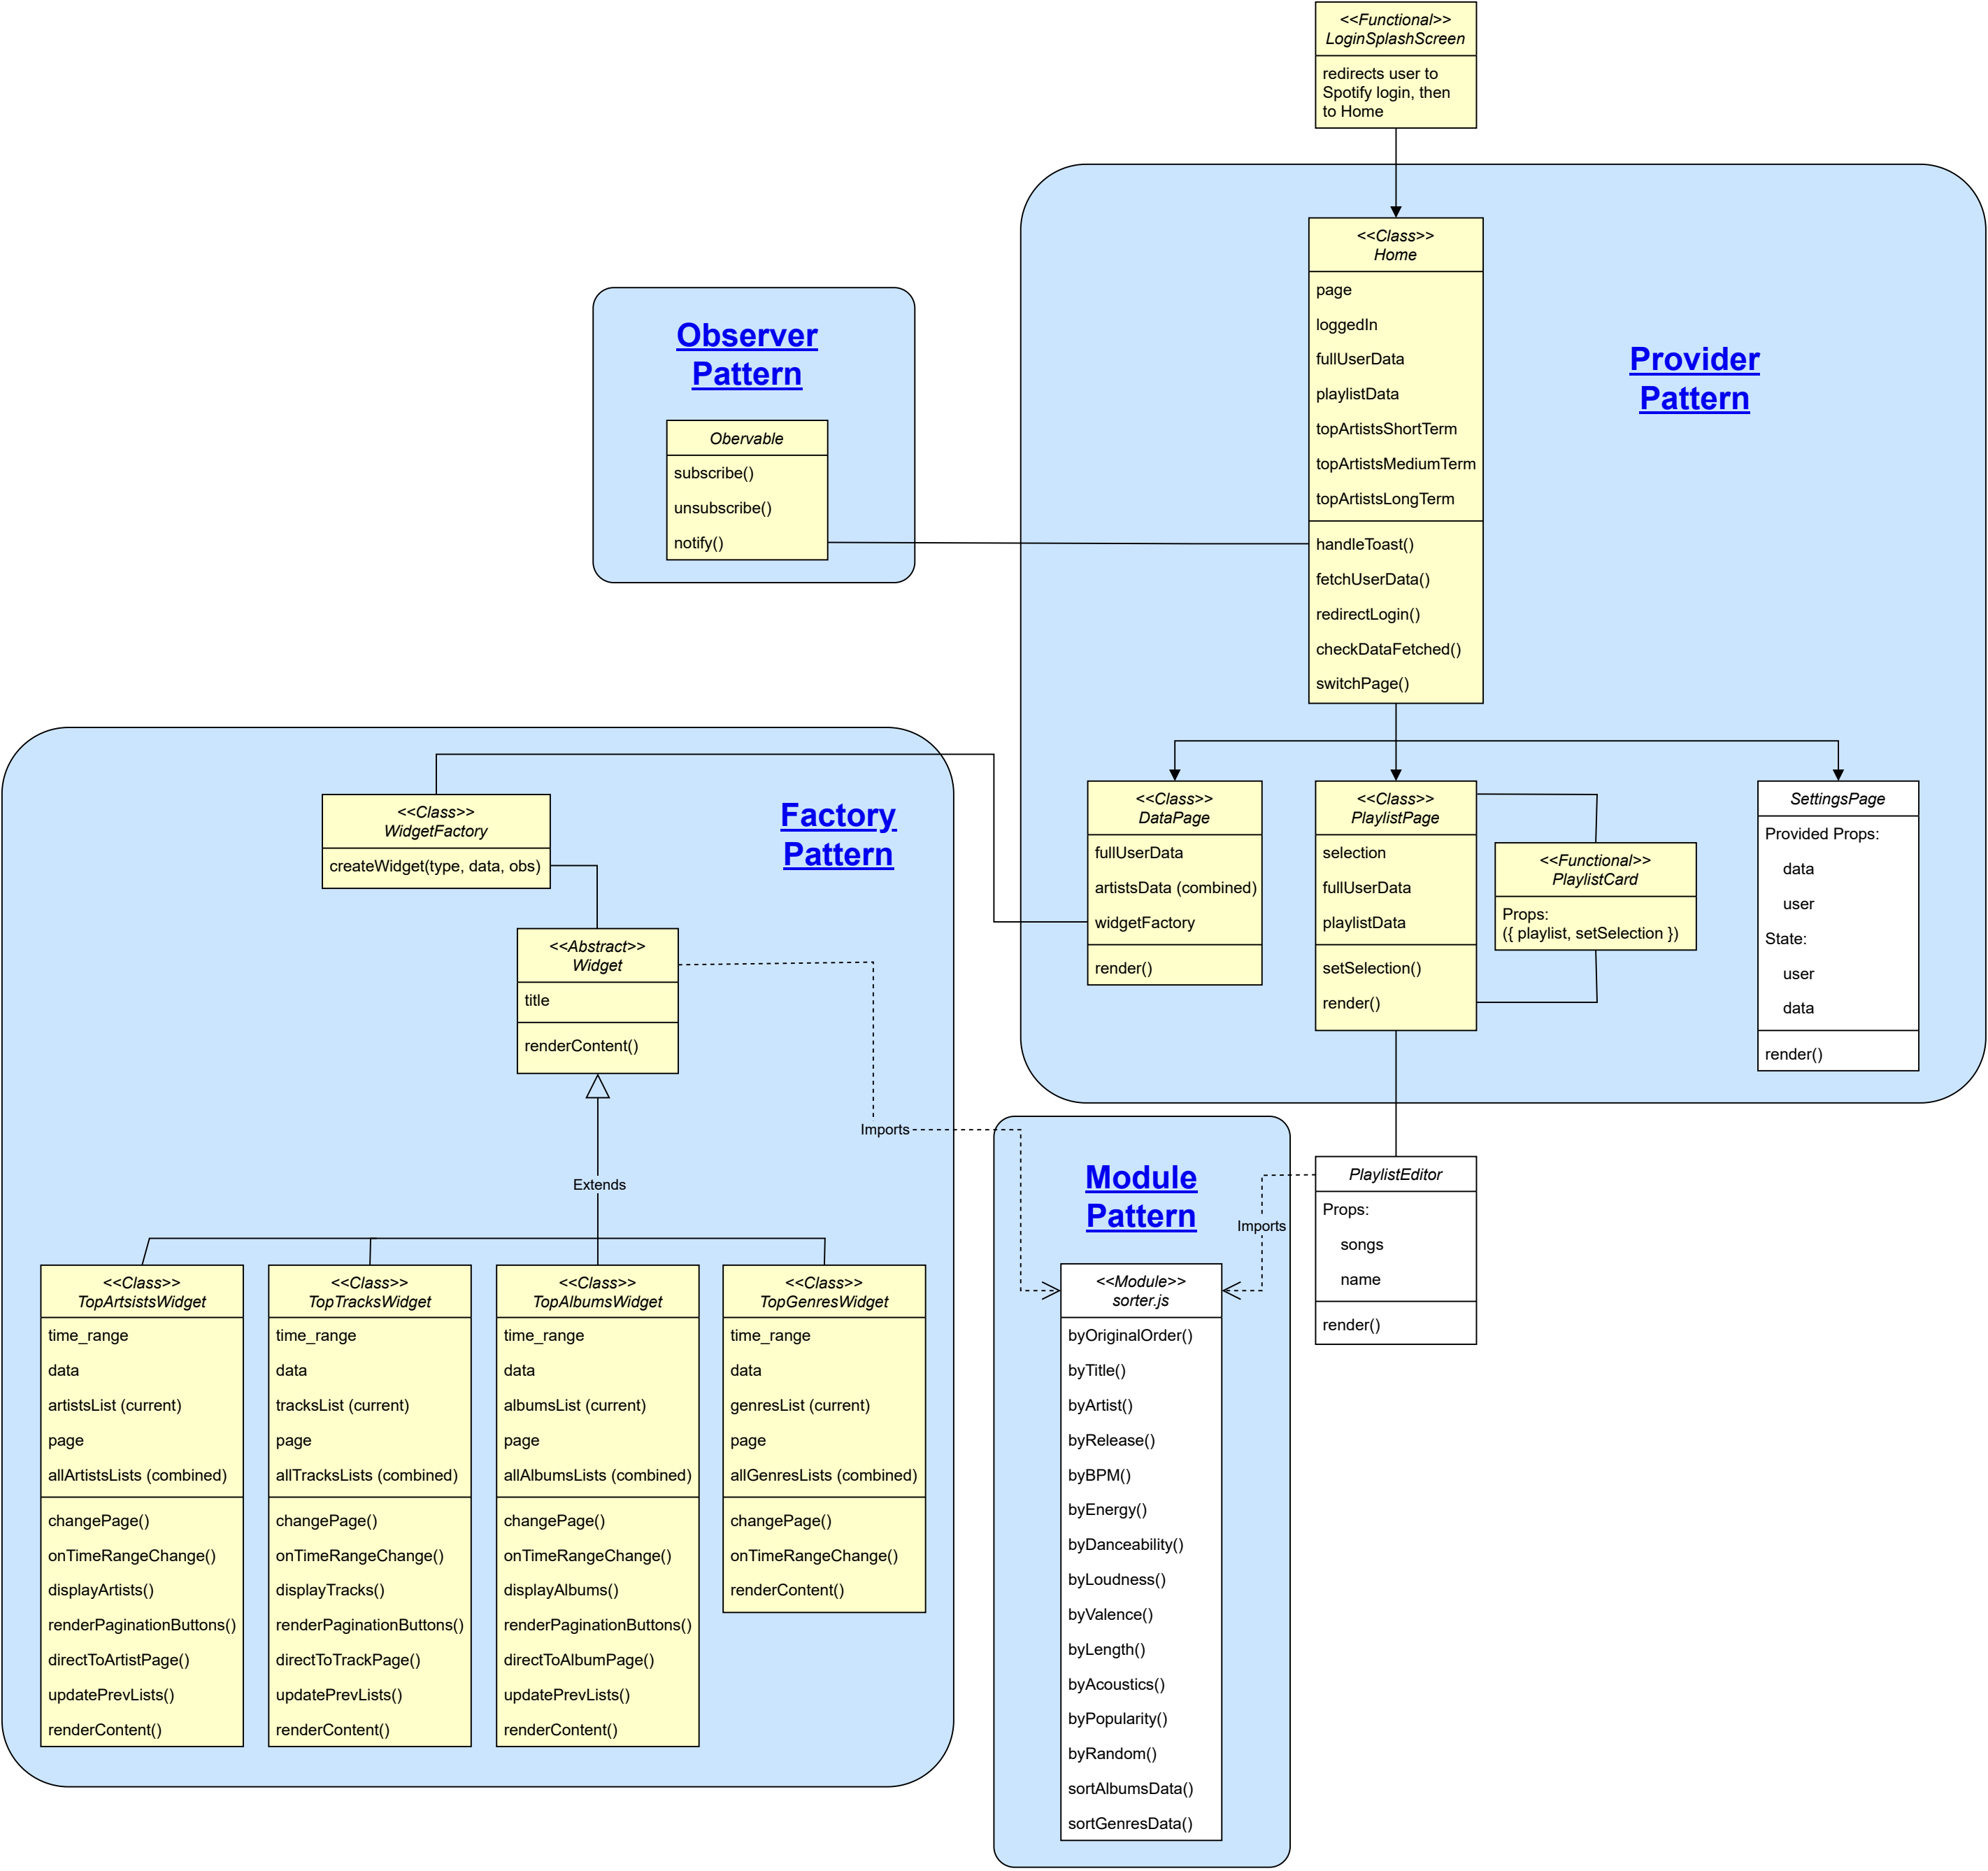 <<Functional>>
LoginSplashScreen
redirects user to
Spotify login, then
to Home
Provider
Pattern
<<Class>>
Home
page
loggedIn
fullUserData
playlistData
topArtistsShortTerm
topArtistsMediumTerm
topArtistsLongTerm
handleToast()
fetchUserData()
redirectLogin()
checkDataFetched()
switchPage()
Observer
Pattern
Obervable
subscribe()
unsubscribe()
notify()
<<Class>>
DataPage
fullUserData
artistsData (combined)
widgetFactory
render()
<<Class>>
PlaylistPage
selection
fullUserData
playlistData
setSelection()
render()
<<Functional>>
PlaylistCard
Props:
({ playlist, setSelection })
SettingsPage
Provided Props:
data
user
State:
user
data
render()
Factory
Pattern
<<Class>>
WidgetFactory
createWidget(type, data, obs)
<<Abstract>>
Widget
title
renderContent()
Imports
Extends
<<Class>>
TopArtsistsWidget
time_range
data
artistsList (current)
page
allArtistsLists (combined)
changePage()
onTimeRangeChange()
displayArtists()
renderPaginationButtons()
directToArtistPage()
updatePrevLists()
renderContent()
<<Class>>
TopTracksWidget
time_range
data
tracksList (current)
page
allTracksLists (combined)
changePage()
onTimeRangeChange()
displayTracks()
renderPaginationButtons()
directToTrackPage()
updatePrevLists()
renderContent()
<<Class>>
TopAlbumsWidget
time_range
data
albumsList (current)
page
allAlbumsLists (combined)
changePage()
onTimeRangeChange()
displayAlbums()
renderPaginationButtons()
directToAlbumPage()
updatePrevLists()
renderContent()
<<Class>>
TopGenresWidget
time_range
data
genresList (current)
page
allGenresLists (combined)
changePage()
onTimeRangeChange()
renderContent()
Module
Pattern
Imports
<<Module>>
sorter.js
byOriginalOrder()
byTitle()
byArtist()
byRelease()
byBPM()
byEnergy()
byDanceability()
byLoudness()
byValence()
byLength()
byAcoustics()
byPopularity()
byRandom()
sortAlbumsData()
sortGenresData()
PlaylistEditor
Props:
songs
name
render()